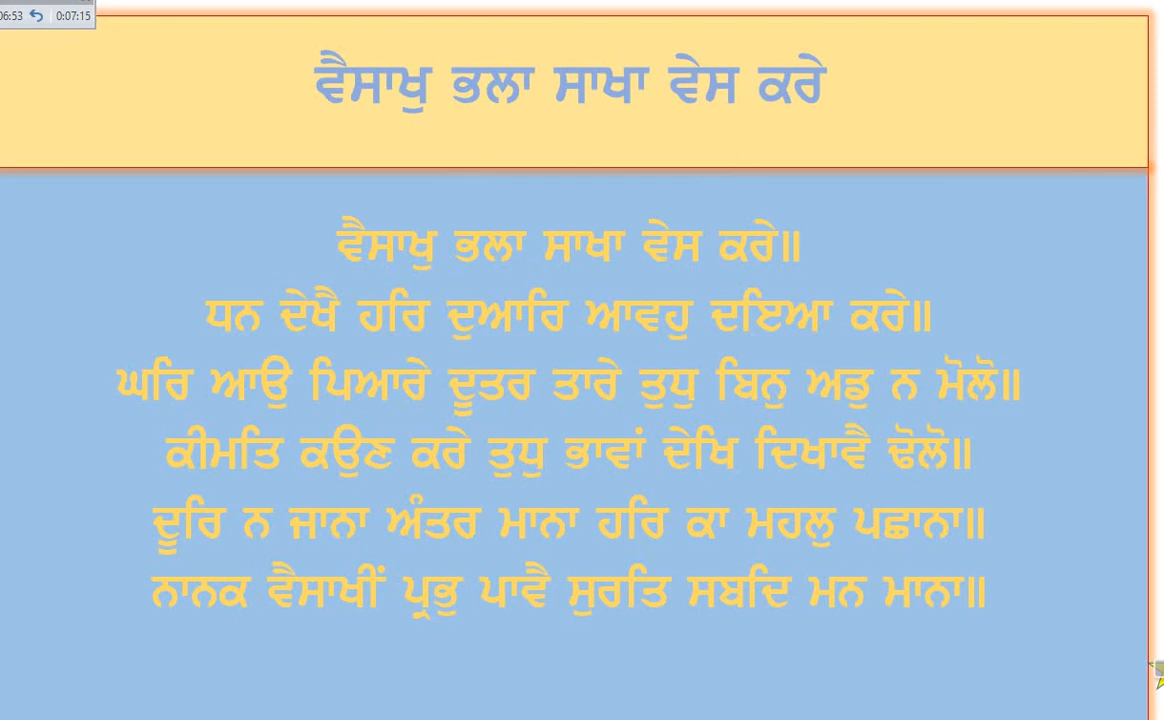 06:53 0:07:15
ਵੈਸਾਖੁ ਭਲਾ ਸਾਖਾ ਵੇਸ ਕਰੇ
ਵੈਸਾਖੁ ਭਲਾ ਸਾਖਾ ਵੇਸ ਕਰੇ॥
ਧਨ ਦੇਖੈ ਹਰਿ ਦੁਆਰਿ ਆਵਹੁ ਦਇਆ ਕਰੇ॥
ਘਰਿ ਆਉ ਪਿਆਰੇ ਦੂਤਰ ਤਾਰੇ ਤੁਧੁ ਬਿਨੁ ਅਡੁ ਨ ਮੋਲੋ॥
ਕੀਮਤਿ ਕਉਣ ਕਰੇ ਤੁਧੁ ਭਾਵਾਂ ਦੇਖਿ ਦਿਖਾਵੈ ਢੋਲੋ॥
ਦੂਰਿ ਨ ਜਾਨਾ ਅੰਤਰ ਮਾਨਾ ਹਰਿ ਕਾ ਮਹਲੁ ਪਛਾਨਾ॥
ਨਾਨਕ ਵੈਸਾਖੀਂ ਪ੍ਰਭੁ ਪਾਵੈ ਸੁਰਤਿ ਸਬਦਿ ਮਨ ਮਾਨਾ॥